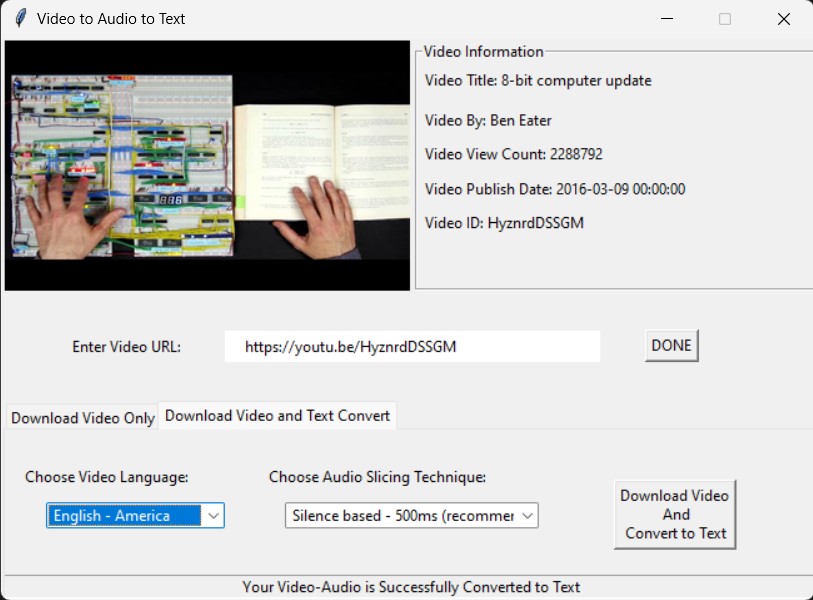 Video to Audio to Text
Video Information
Video Title: 8-bit computer update
Video By: Ben Eater
Video View Count: 2288792
Video Publish Date: 2016-03-09 00:00:00
Video ID: HyznrdDSSGM
Enter Video URL:
https://youtu.be/HyznrdDSSGM
DONE
Download Video Only
Download Video and Text Convert
Choose Video Language:
Choose Audio Slicing Technique:
English - America
Silence based - 500ms (recommer
Download Video
And
Convert to Text
Your Video-Audio is Successfully Converted to Text